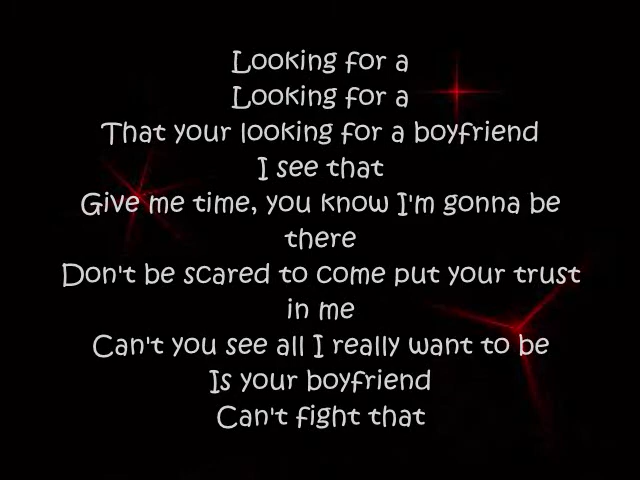 Looking for a
Looking for a
That your looking for a boyfriend
I see that
Give me time, you know I'm gonna be
there
Don't be scared to come put your trust
in me
Can't you see all I really want to be
Is your boyfriend
Can't fight that